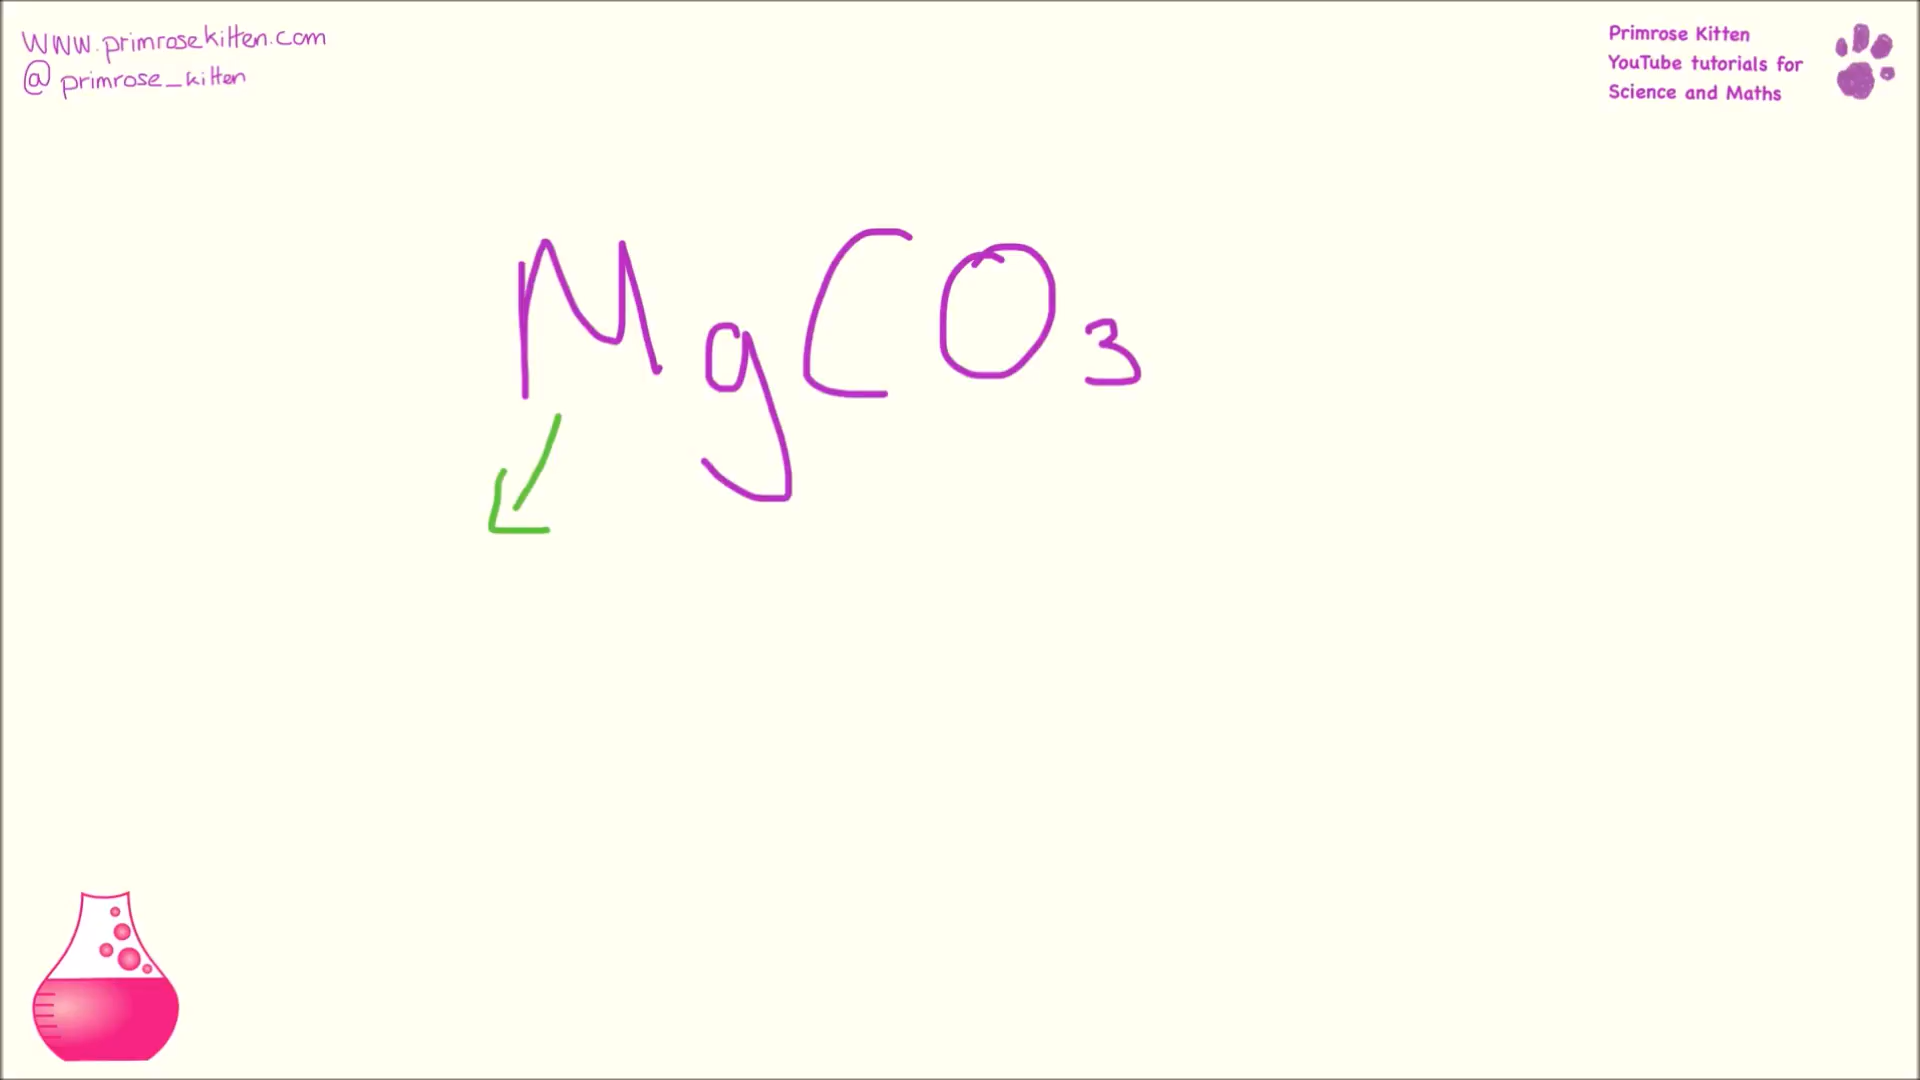 www.primrosekitten.com
@primrose_kitten
Primrose Kitten
YouTube tutorials for
Science and Maths
MgCO₃